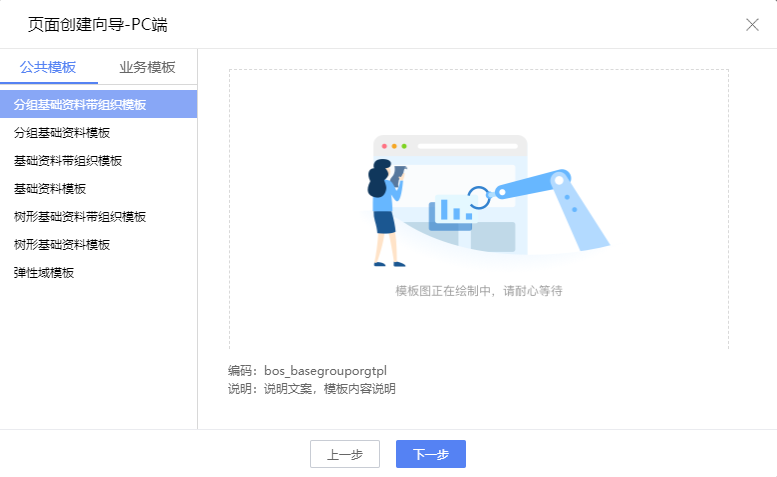 页面创建向导-PC端
公共模板 业务模板
分组基础资料带组织模板
分组基础资料模板
基础资料带组织模板
基础资料模板
树形基础资料带组织模板
树形基础资料模板
弹性域模板
模板图正在绘制中，请耐心等待
编码：bos_basegrouporgtpl
说明：说明文案，模板内容说明
上一步 下一步